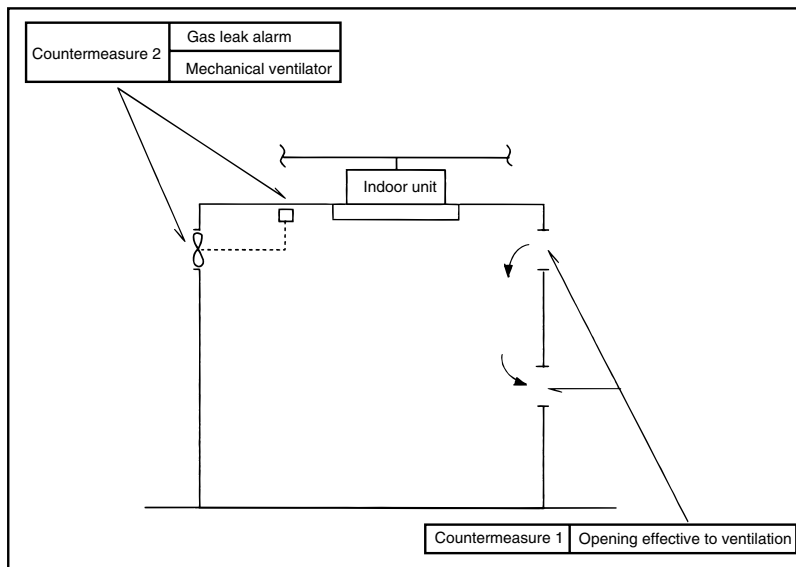 Countermeasure 2
Gas leak alarm
Mechanical ventilator
Indoor unit
Countermeasure 1
Opening effective to ventilation